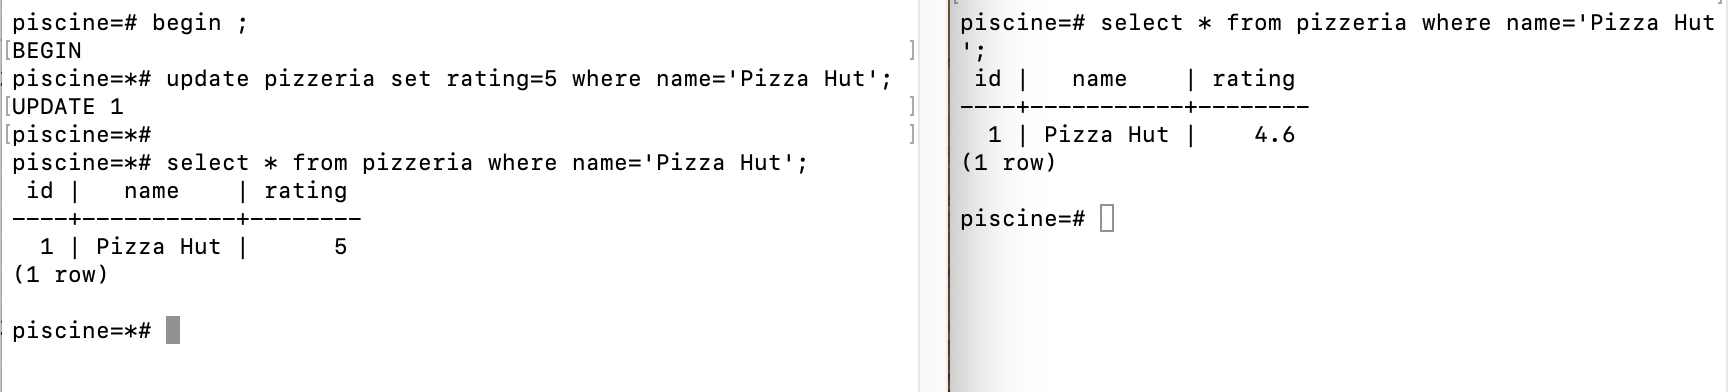 piscine=# begin ;
[BEGIN ]
piscine=*# update pizzeria set rating=5 where name='Pizza Hut';
[UPDATE 1 ]
[piscine=*# ]
piscine=*# select * from pizzeria where name='Pizza Hut';
 id |   name    | rating
----+-----------+--------
  1 | Pizza Hut |      5
(1 row)
piscine=*#
piscine=# select * from pizzeria where name='Pizza Hut
';
 id |   name    | rating
----+-----------+--------
  1 | Pizza Hut |    4.6
(1 row)
piscine=#